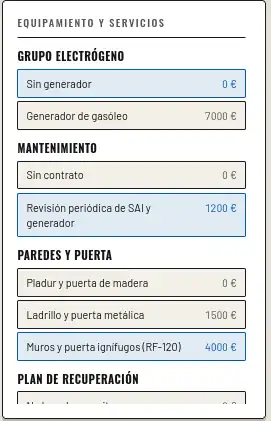 EQUIPAMIENTO Y SERVICIOS
GRUPO ELECTRÓGENO
Sin generador 0 €
Generador de gasóleo 7000 €
MANTENIMIENTO
Sin contrato 0 €
Revisión periódica de SAI y 1200 €
generador
PAREDES Y PUERTA
Pladur y puerta de madera 0 €
Ladrillo y puerta metálica 1500 €
Muros y puerta ignífugos (RF-120) 4000 €
PLAN DE RECUPERACIÓN